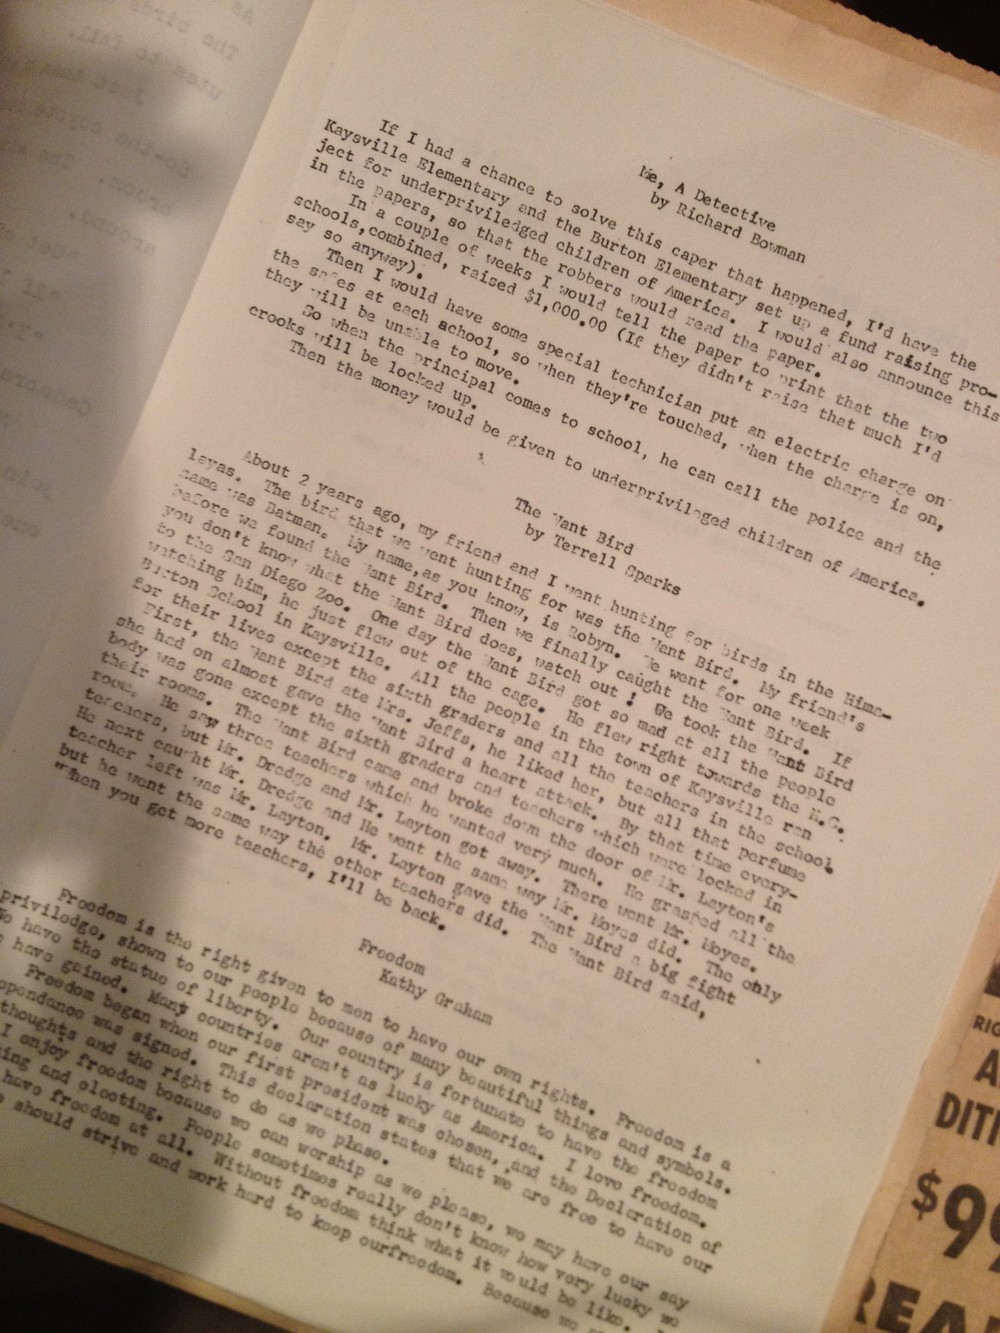 Me, A Detective
by Richard Bowman
If I had a chance to solve this caper that happened, I'd have the
Kaysville Elementary and the Burton Elementary set up a fund raising pro-
ject for underpriviledged children of America. I would also announce this
in the papers, so that the robbers would read the paper.
In a couple of weeks I would tell the paper to print that the two
schools,combined, raised $1,000.00 (If they didn't raise that much I'd
say so anyway).
Then I would have some special technician put an electric charge on
the safes at each achool, so when they're touched, when the charge is on,
they will be unable to move.
So when the principal comes to school, he can call the police and the
crooks will be locked up.
Then the money would be given to underprivileged children of America.
The Want Bird
by Terrell Sparks
About 2 years ago, my friend and I went hunting for birds in the Hima-
layas. The bird that we went hunting for was the Want Bird. My friend's
name was Batman. My name,as you know, is Robyn. We went for one week
before we found the Want Bird. Then we finally caught the Want Bird. If
you don't know what the Want Bird does, watch out ! We took the Want Bird
to the San Diego Zoo. One day the Want Bird got so mad at all the people
watching him, he just flew out of the cage. He flew right towards the H.C.
Burton School in Kaysville. All the people in the town of Kaysville ran
for their lives except the sixth graders and all the teachers in the school.
First, the Want Bird ate Mrs. Jeffs, he liked her, but all that perfume
she had on almost gave the Want Bird a heart attack. By that time every-
body was gone except the sixth graders and teachers which were locked in
their rooms. The Want Bird came and broke down the door of Mr. Layton's
room. He saw three teachers which he wanted very much. He grasped all the
teachers, but Mr. Dredge and Mr. Layton got away. There went Mr. Moyes.
He next caught Mr. Dredge and He went the same way Mr. Moyes did. The only
teacher left was Mr. Layton. Mr. Layton gave the Want Bird a big fight
but he went the same way the other teachers did. The Want Bird said,
"When you get more teachers, I'll be back.
Freedom
Kathy Graham
Freedom is the right given to men to have our own rights. Freedom is a
priviledge, shown to our people because of many beautiful things and symbols.
We have the statue of liberty. Our country is fortunate to have the freedom
have gained. Many countries aren't as lucky as America. I love freedom.
Freedom began when our first president was chosen, and the Declaration of
ependance was signed. This declaration states that we are free to have our
thoughts and the right to do as we please.
I enjoy freedom because we can worship as we please, we may have our say
ing and electing. People sometimes really don't know how very lucky we
have freedom at all. Without freedom think what it would be like.
should strive and work hard to keep ourfreedom. Because we
RIG
A
DITI
$99
REA